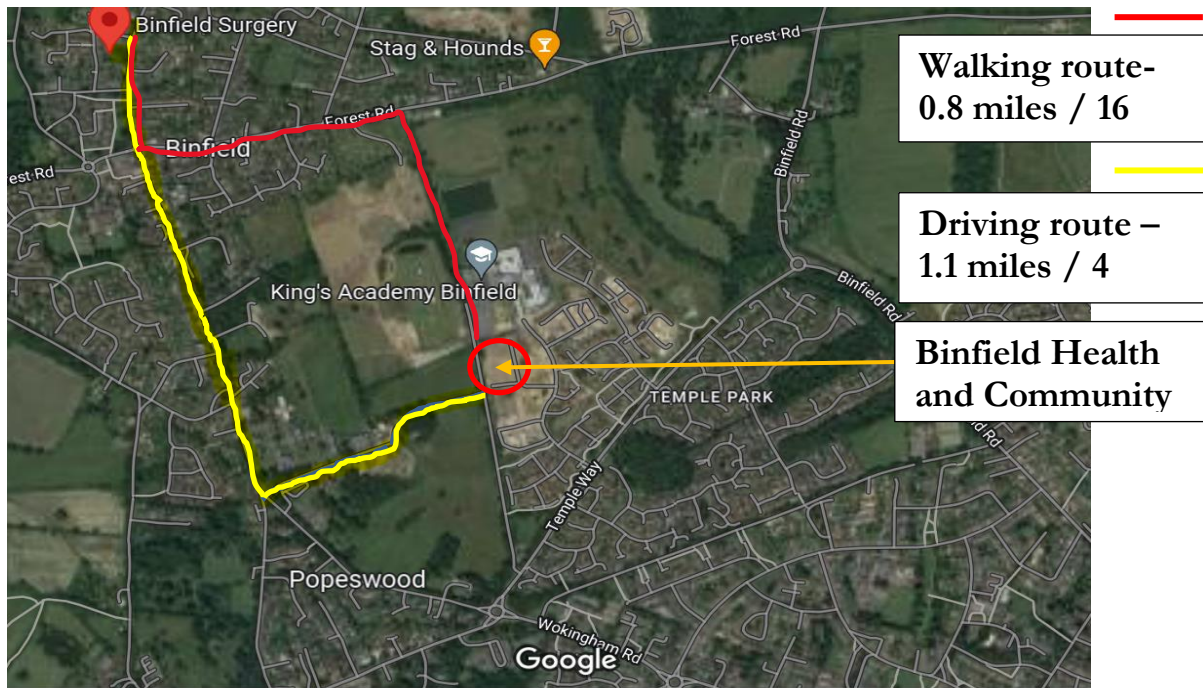 Binfield Surgery
Stag & Hounds
Forest Rd
Forest Rd
Binfield
est Rd
Binfield Rd
King's Academy Binfield
Binfield Rd
TEMPLE PARK
d Rd
Temple Way
Popeswood
Wokingham Rd
Google
Walking route-
0.8 miles / 16
Driving route –
1.1 miles / 4
Binfield Health
and Community